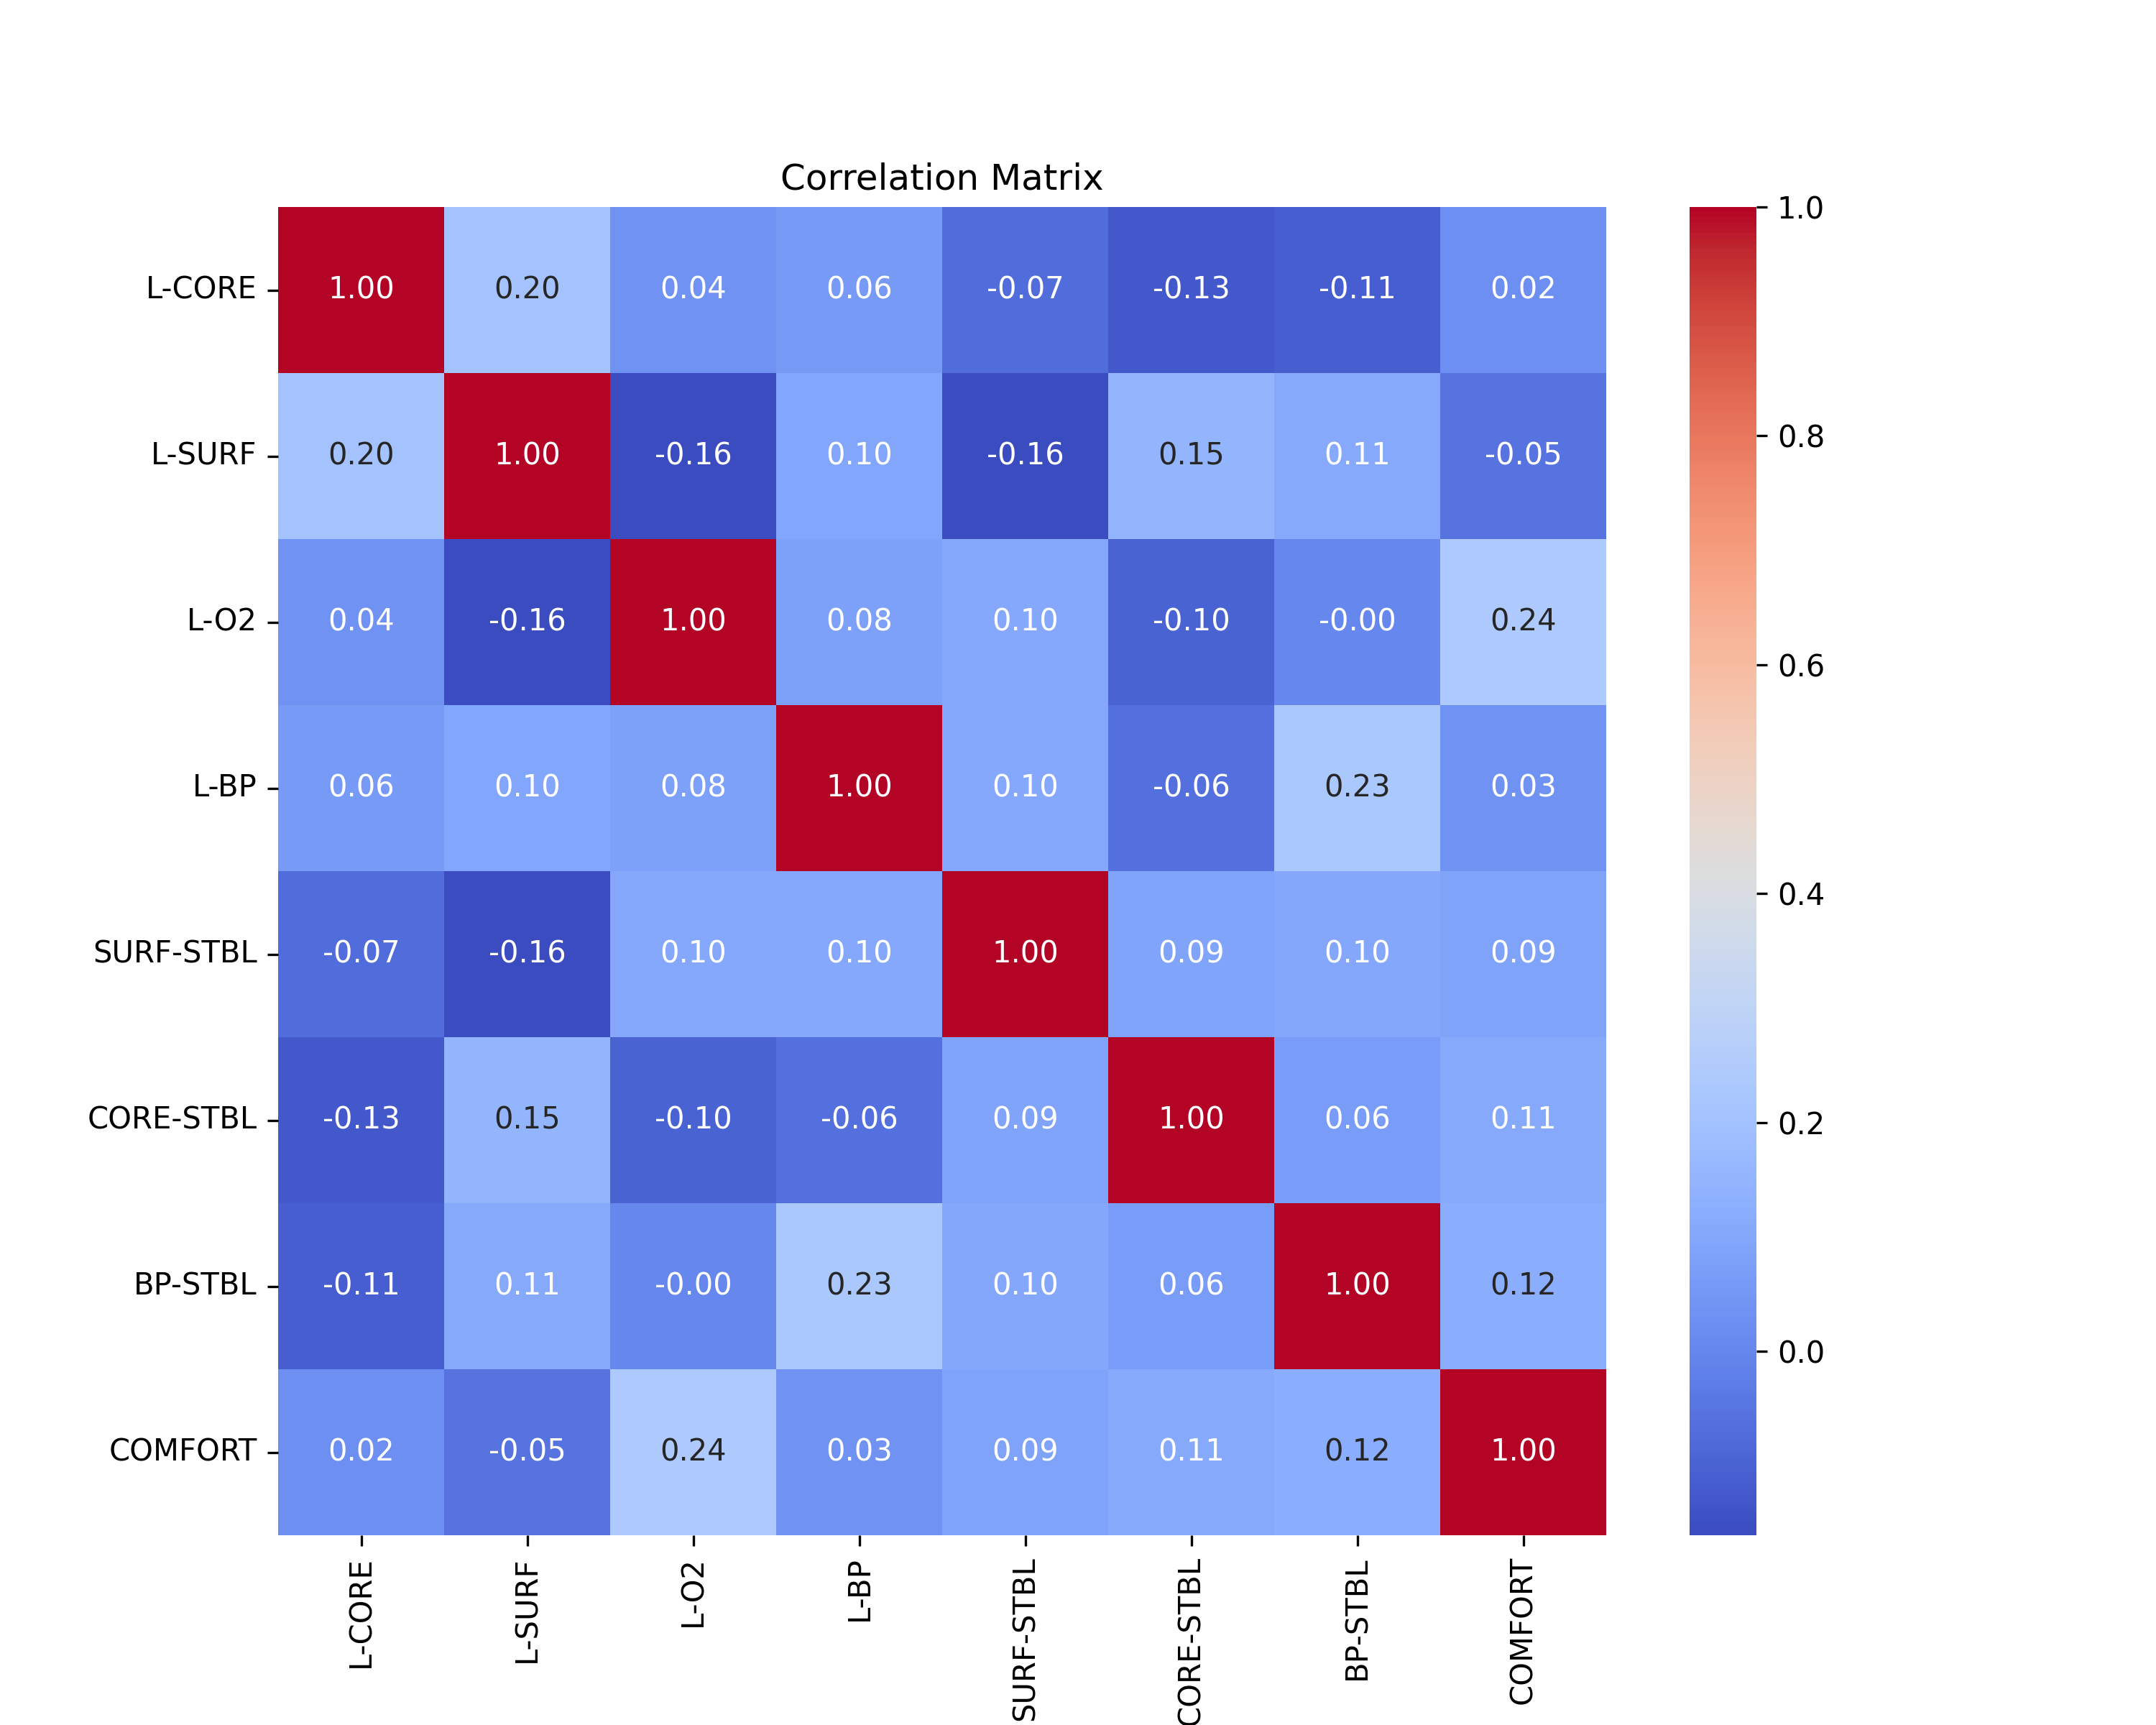 Correlation Matrix
L-CORE 1.00 0.20 0.04 0.06 -0.07 -0.13 -0.11 0.02
L-SURF 0.20 1.00 -0.16 0.10 -0.16 0.15 0.11 -0.05
L-O2 0.04 -0.16 1.00 0.08 0.10 -0.10 -0.00 0.24
L-BP 0.06 0.10 0.08 1.00 0.10 -0.06 0.23 0.03
SURF-STBL -0.07 -0.16 0.10 0.10 1.00 0.09 0.10 0.09
CORE-STBL -0.13 0.15 -0.10 -0.06 0.09 1.00 0.06 0.11
BP-STBL -0.11 0.11 -0.00 0.23 0.10 0.06 1.00 0.12
COMFORT 0.02 -0.05 0.24 0.03 0.09 0.11 0.12 1.00
L-CORE L-SURF L-O2 L-BP SURF-STBL CORE-STBL BP-STBL COMFORT
1.0
0.8
0.6
0.4
0.2
0.0